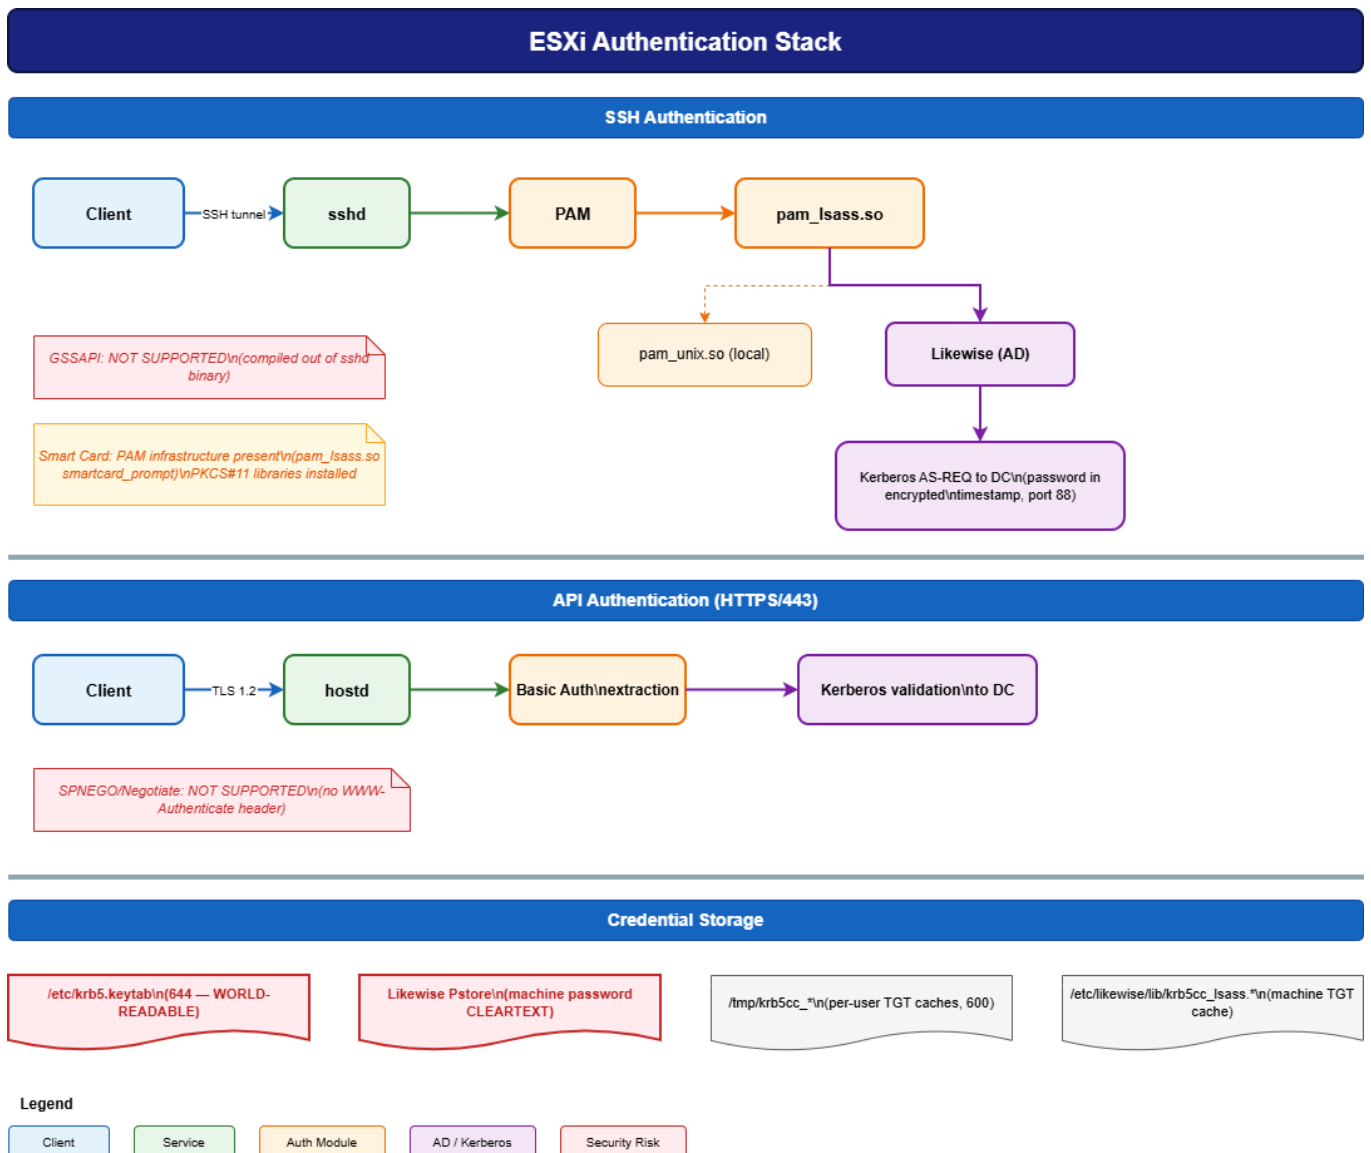 ESXi Authentication Stack
SSH Authentication
Client
SSH tunnel
sshd
PAM
pam_lsass.so
pam_unix.so (local)
Likewise (AD)
GSSAPI: NOT SUPPORTED\n(compiled out of sshd
binary)
Smart Card: PAM infrastructure present\n(pam_lsass.so
smartcard_prompt)\nPKCS#11 libraries installed
Kerberos AS-REQ to DC\n(password in
encrypted\ntimestamp, port 88)
API Authentication (HTTPS/443)
Client
TLS 1.2
hostd
Basic Auth\nextraction
Kerberos validation\nto DC
SPNEGO/Negotiate: NOT SUPPORTED\n(no WWW-
Authenticate header)
Credential Storage
/etc/krb5.keytab\n(644 — WORLD-
READABLE)
Likewise Pstore\n(machine password
CLEARTEXT)
/tmp/krb5cc_*\n(per-user TGT caches, 600)
/etc/likewise/lib/krb5cc_lsass.*\n(machine TGT
cache)
Legend
Client
Service
Auth Module
AD / Kerberos
Security Risk